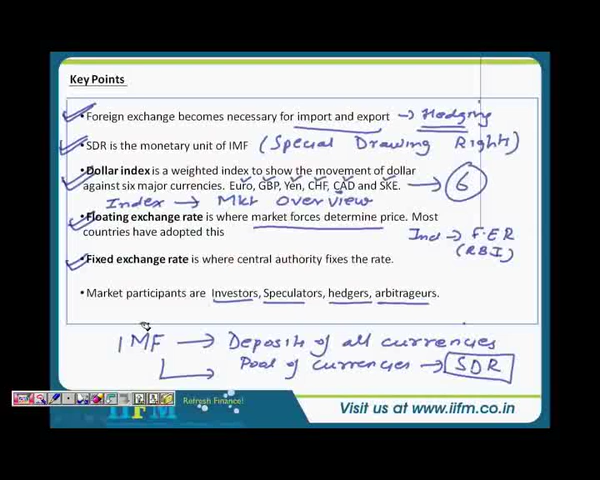 Key Points
• Foreign exchange becomes necessary for import and export → Hedging
• SDR is the monetary unit of IMF (Special Drawing Right)
• Dollar index is a weighted index to show the movement of dollar
against six major currencies. Euro, GBP, Yen, CHF, CAD and SKE. → 6
Index → Mkt Overview
• Floating exchange rate is where market forces determine price. Most
countries have adopted this
Ind → F.E.R
(RBI)
• Fixed exchange rate is where central authority fixes the rate.
• Market participants are Investors, Speculators, hedgers, arbitrageurs.
IMF → Deposits of all currencies
→ Pool of currencies → SDR
IIFM
Refresh Finance!
Visit us at www.iifm.co.in